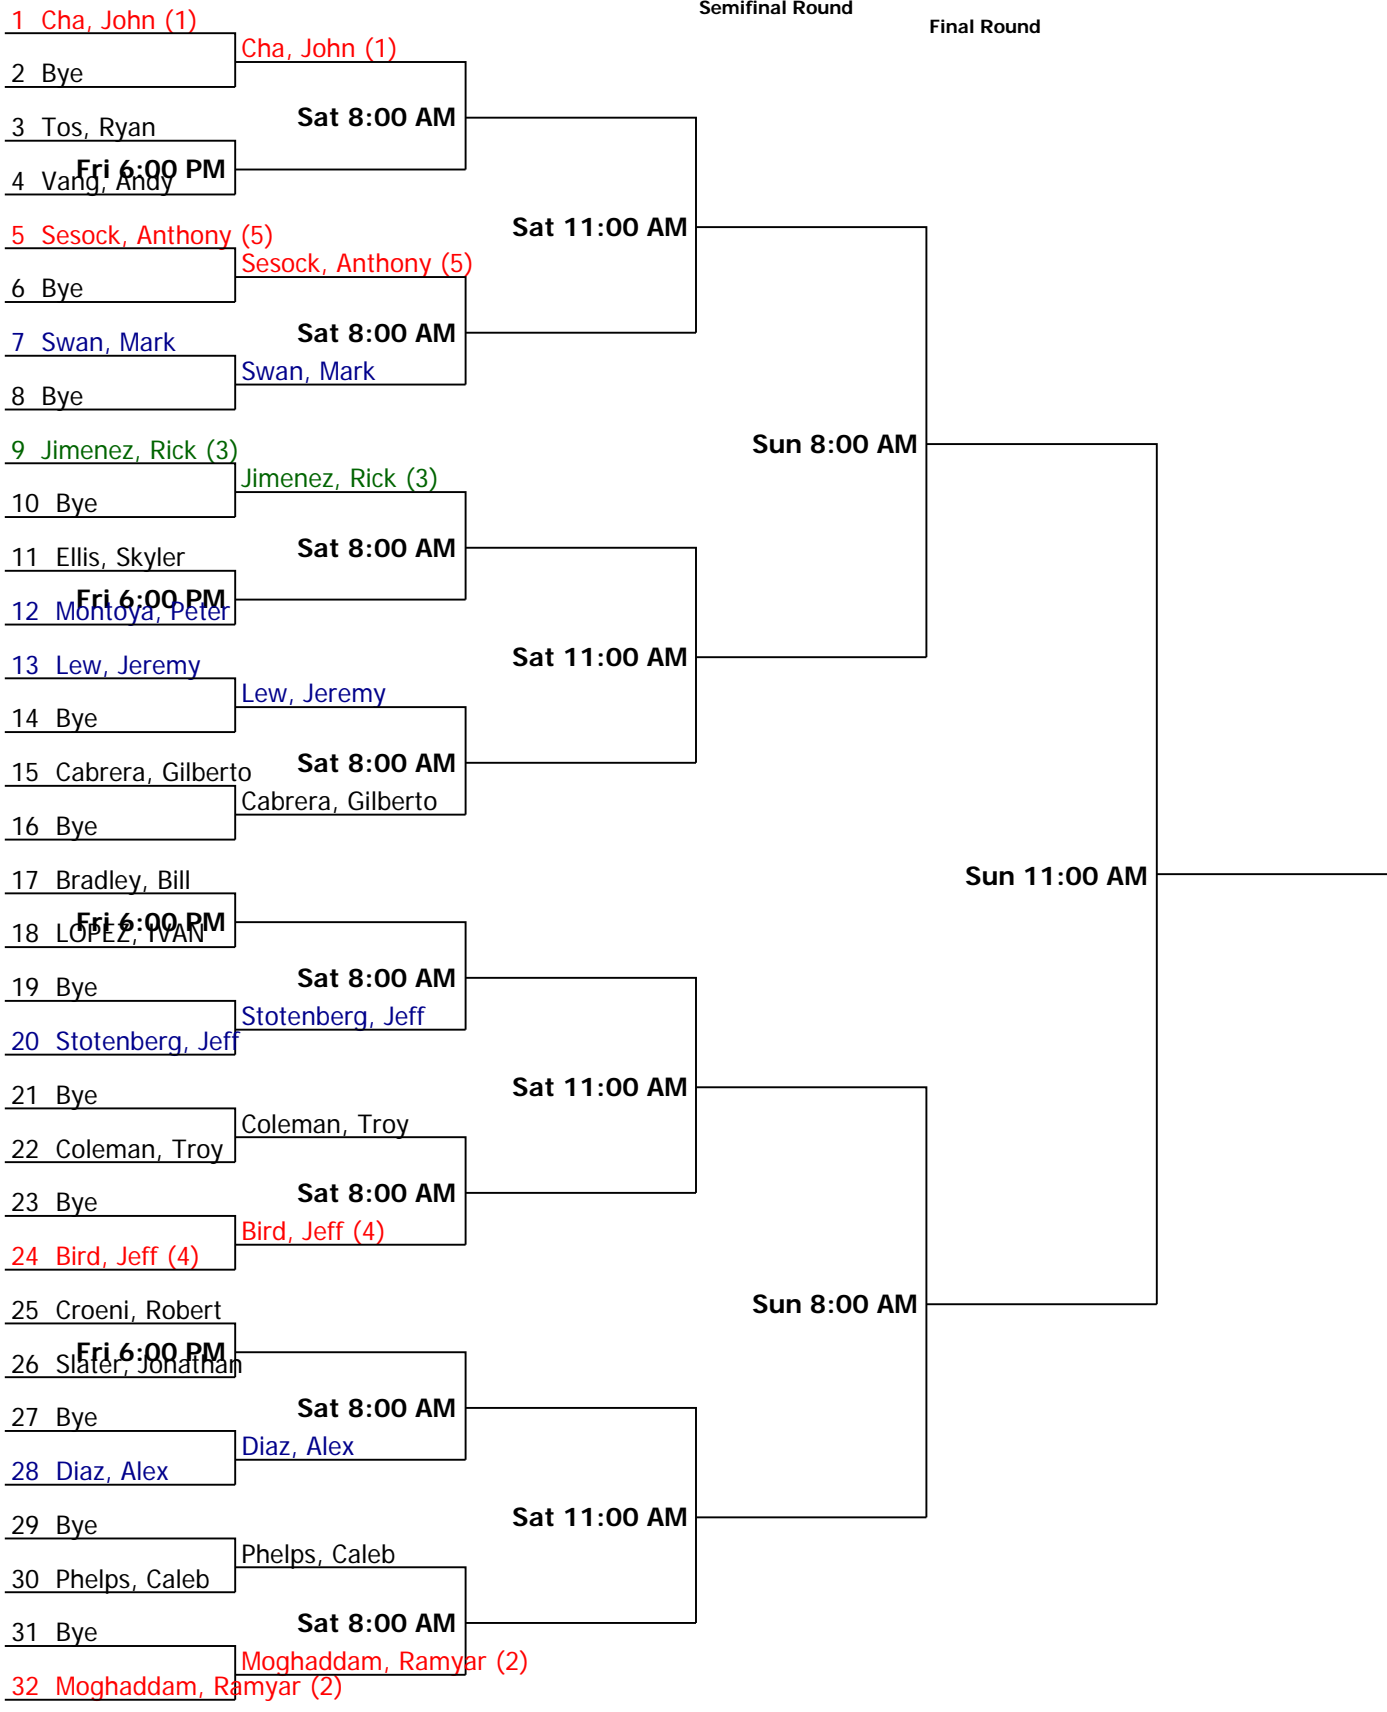 Semifinal Round
Final Round
1 Cha, John (1)
Cha, John (1)
2 Bye
Sat 8:00 AM
3 Tos, Ryan
Fri 6:00 PM
4 Vang, Andy
Sat 11:00 AM
5 Sesock, Anthony (5)
Sesock, Anthony (5)
6 Bye
Sat 8:00 AM
7 Swan, Mark
Swan, Mark
8 Bye
Sun 8:00 AM
9 Jimenez, Rick (3)
Jimenez, Rick (3)
10 Bye
Sat 8:00 AM
11 Ellis, Skyler
Fri 6:00 PM
12 Montoya, Peter
Sat 11:00 AM
13 Lew, Jeremy
Lew, Jeremy
14 Bye
Sat 8:00 AM
15 Cabrera, Gilberto
Cabrera, Gilberto
16 Bye
Sun 11:00 AM
17 Bradley, Bill
Fri 6:00 PM
18 LOPEZ, IVAN
Sat 8:00 AM
19 Bye
Stotenberg, Jeff
20 Stotenberg, Jeff
Sat 11:00 AM
21 Bye
Coleman, Troy
22 Coleman, Troy
Sat 8:00 AM
23 Bye
Bird, Jeff (4)
24 Bird, Jeff (4)
Sun 8:00 AM
25 Croeni, Robert
Fri 6:00 PM
26 Slater, Jonathan
Sat 8:00 AM
27 Bye
Diaz, Alex
28 Diaz, Alex
Sat 11:00 AM
29 Bye
Phelps, Caleb
30 Phelps, Caleb
Sat 8:00 AM
31 Bye
Moghaddam, Ramyar (2)
32 Moghaddam, Ramyar (2)